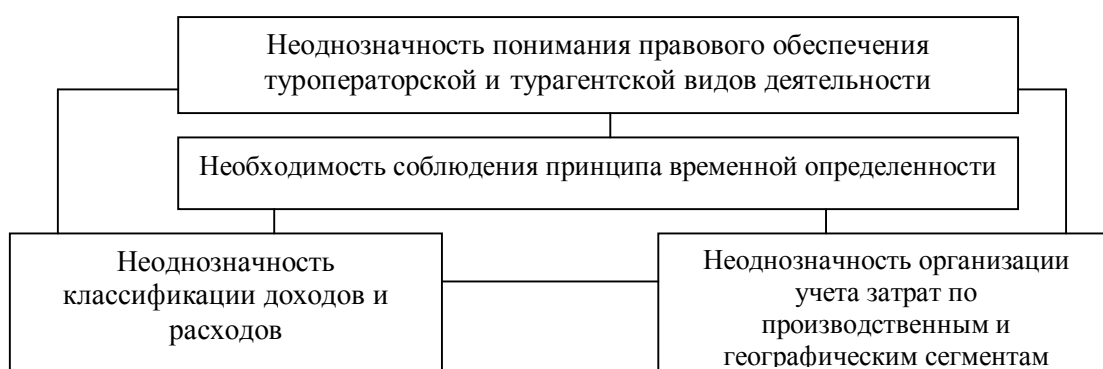 Неоднозначность понимания правового обеспечения
туроператорской и турагентской видов деятельности
Необходимость соблюдения принципа временной определенности
Неоднозначность
классификации доходов и
расходов
Неоднозначность организации
учета затрат по
производственным и
географическим сегментам